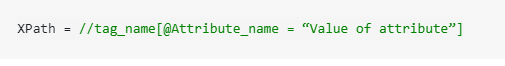 XPath = //tag_name[@Attribute_name = “Value of attribute”]